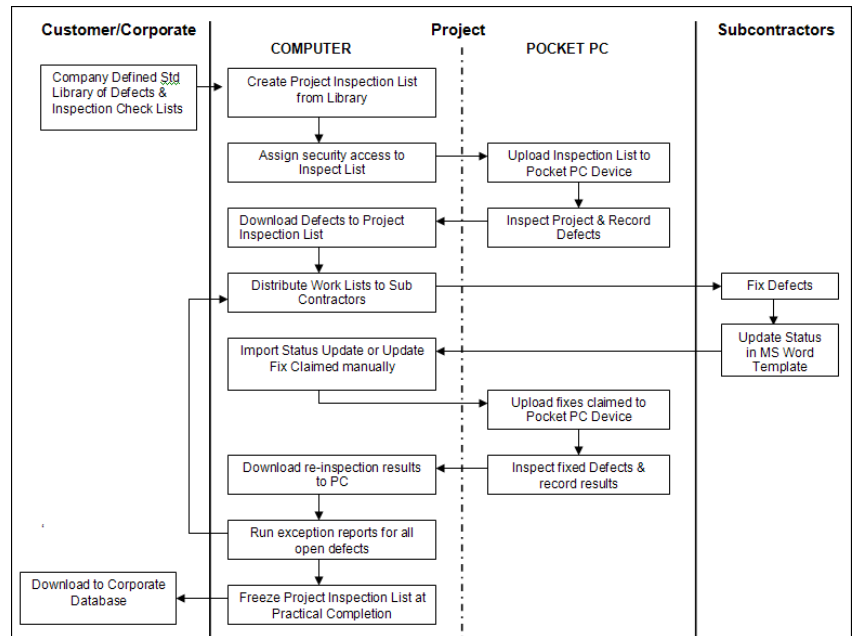 Customer/Corporate
Project
Subcontractors
COMPUTER
POCKET PC
Company Defined Std
Library of Defects &
Inspection Check Lists
Create Project Inspection List
from Library
Assign security access to
Inspect List
Upload Inspection List to
Pocket PC Device
Download Defects to Project
Inspection List
Inspect Project & Record
Defects
Distribute Work Lists to Sub
Contractors
Fix Defects
Import Status Update or Update
Fix Claimed manually
Update Status
in MS Word
Template
Upload fixes claimed to
Pocket PC Device
Download re-inspection results
to PC
Inspect fixed Defects &
record results
Run exception reports for all
open defects
Download to Corporate
Database
Freeze Project Inspection List at
Practical Completion